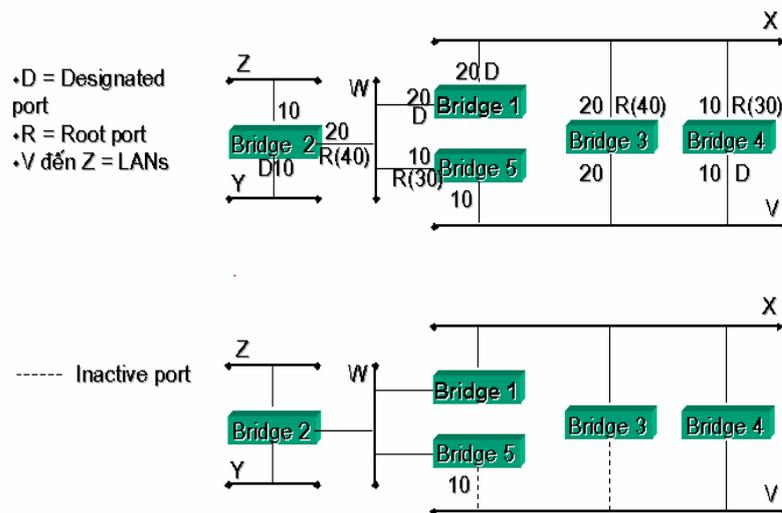 X
•D = Designated
port
•R = Root port
•V đến Z = LANs
Z
10
Bridge 2
D10
Y
20
R(40)
W
20 D
20
D
Bridge 1
10
R(30)
Bridge 5
10
20 R(40)
Bridge 3
20
10 R(30)
Bridge 4
10 D
V
X
------ Inactive port
Z
W
Bridge 1
Bridge 2
Bridge 3
Bridge 4
Bridge 5
Y
10
V